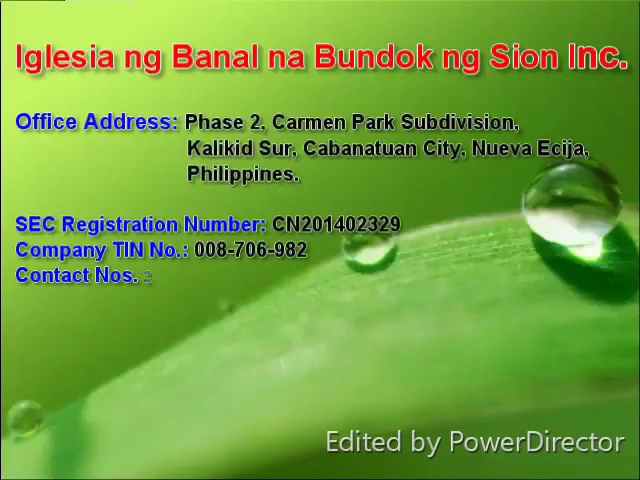 Iglesia ng Banal na Bundok ng Sion Inc.
Office Address: Phase 2, Carmen Park Subdivision,
Kalikid Sur, Cabanatuan City, Nueva Ecija,
Philippines.
SEC Registration Number: CN201402329
Company TIN No.: 008-706-982
Contact Nos. :
Edited by PowerDirector